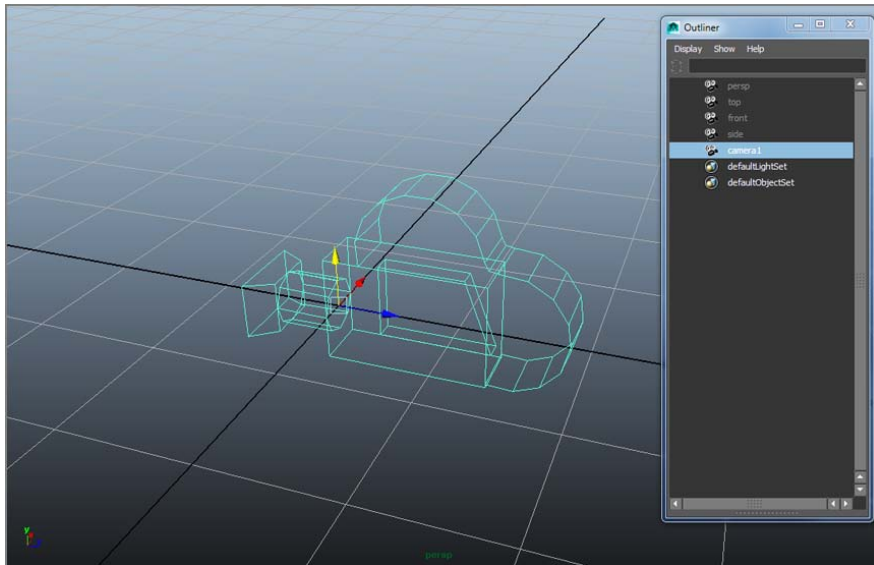 Outliner
Display Show Help
persp
top
front
side
camera1
defaultLightSet
defaultObjectSet
y
persp